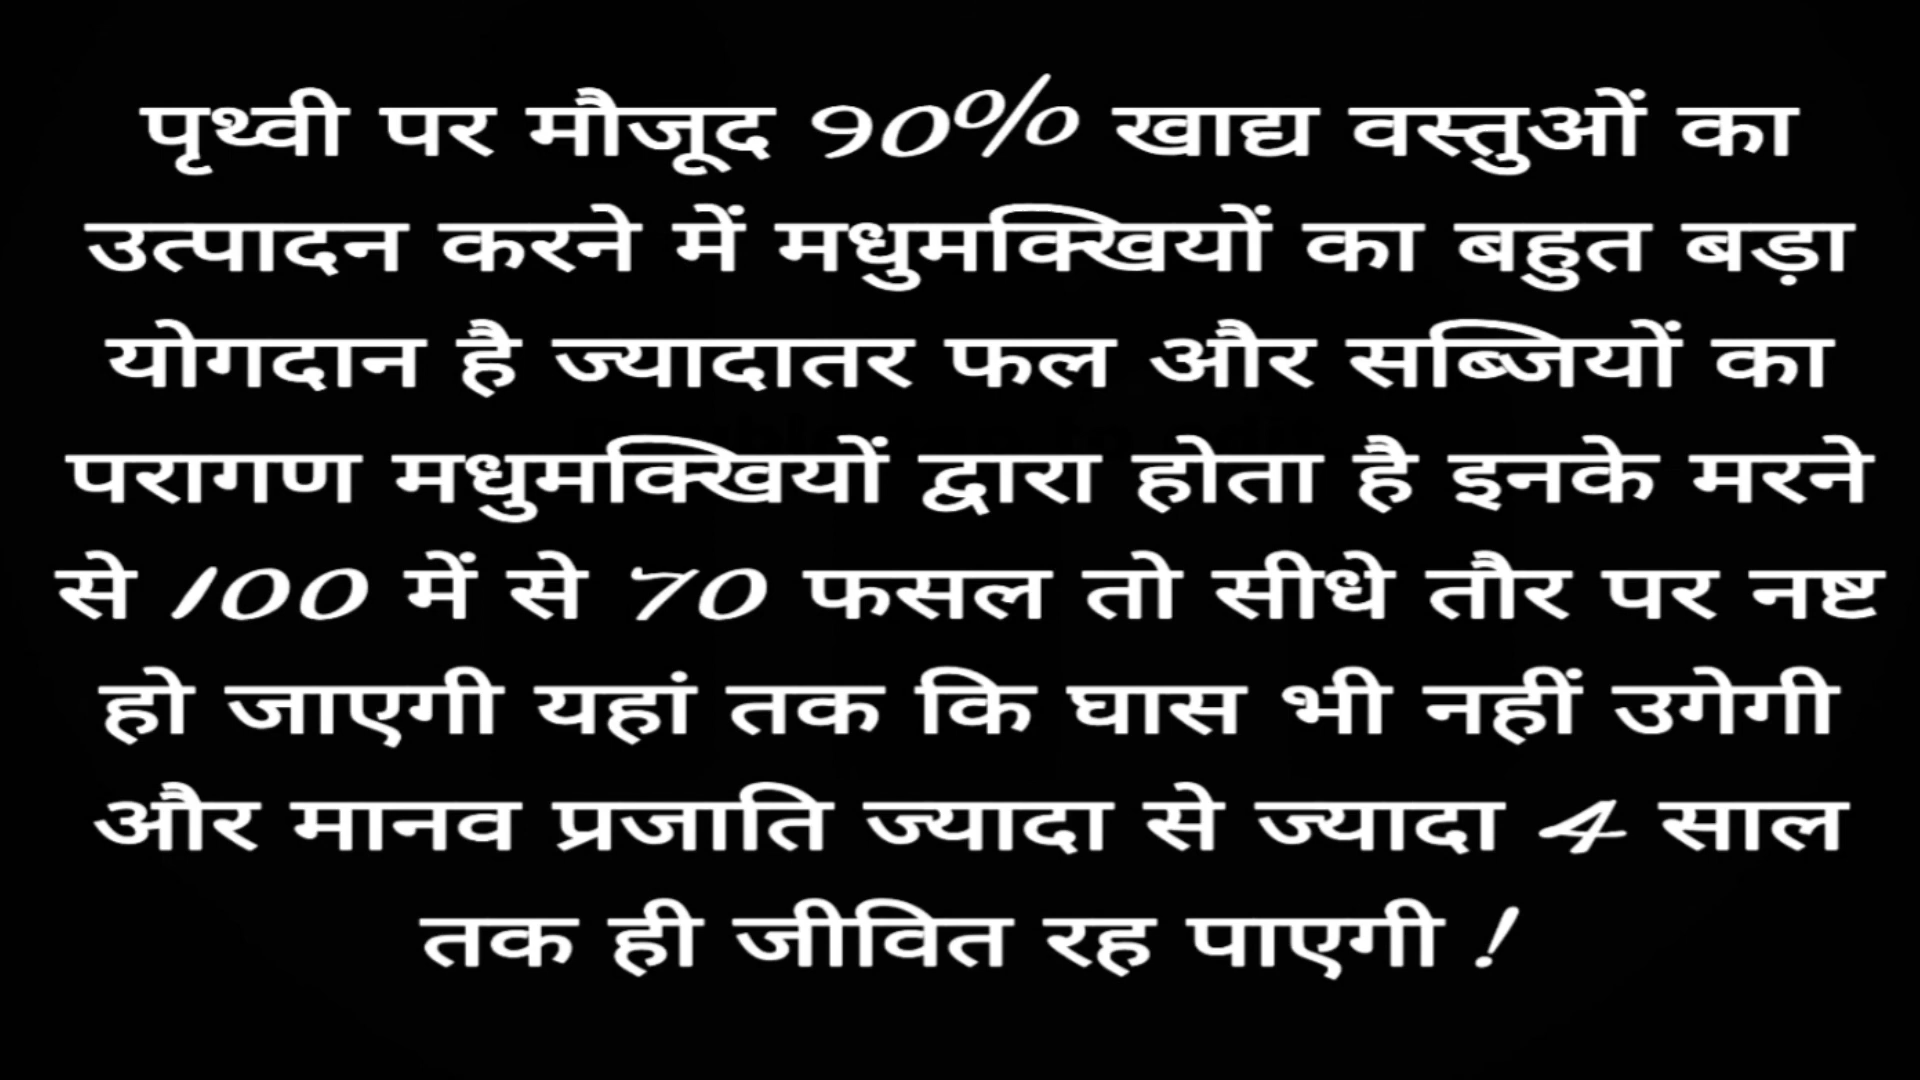 पृथ्वी पर मौजूद 90% खाद्य वस्तुओं का
उत्पादन करने में मधुमक्खियों का बहुत बड़ा
योगदान है ज्यादातर फल और सब्जियों का
परागण मधुमक्खियों द्वारा होता है इनके मरने
से 100 में से 70 फसल तो सीधे तौर पर नष्ट
हो जाएगी यहां तक कि घास भी नहीं उगेगी
और मानव प्रजाति ज्यादा से ज्यादा 4 साल
तक ही जीवित रह पाएगी !